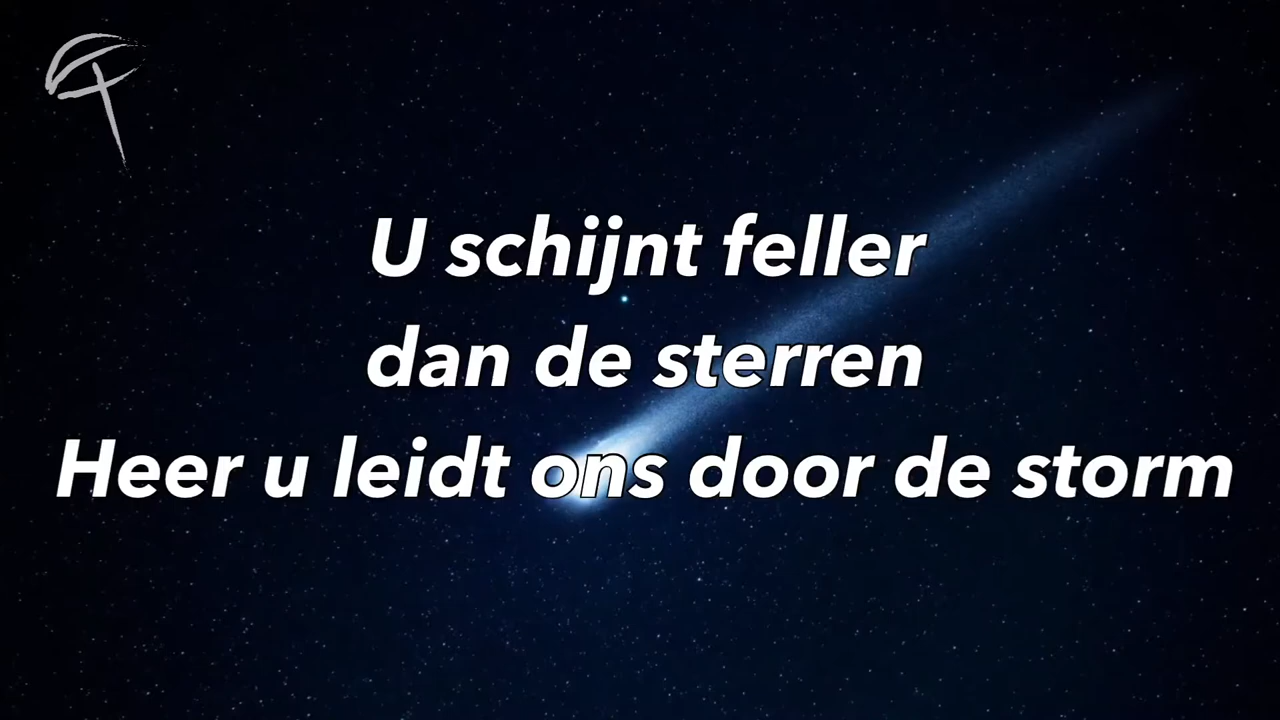 U schijnt feller
dan de sterren
Heer u leidt ons door de storm